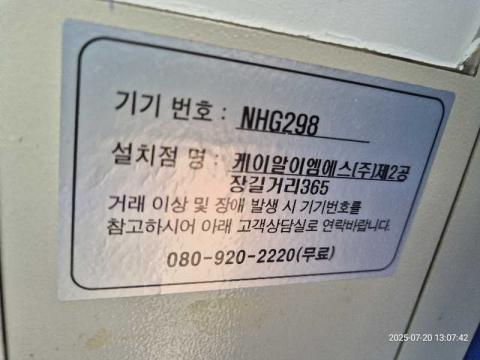 기기 번호 : NHG298
설치점 명 : 케이알이엠에스(주)제2공
장길거리365
거래 이상 및 장애 발생 시 기기번호를
참고하시어 아래 고객상담실로 연락바랍니다.
080-920-2220(무료)
2025-07-20 13:07:42